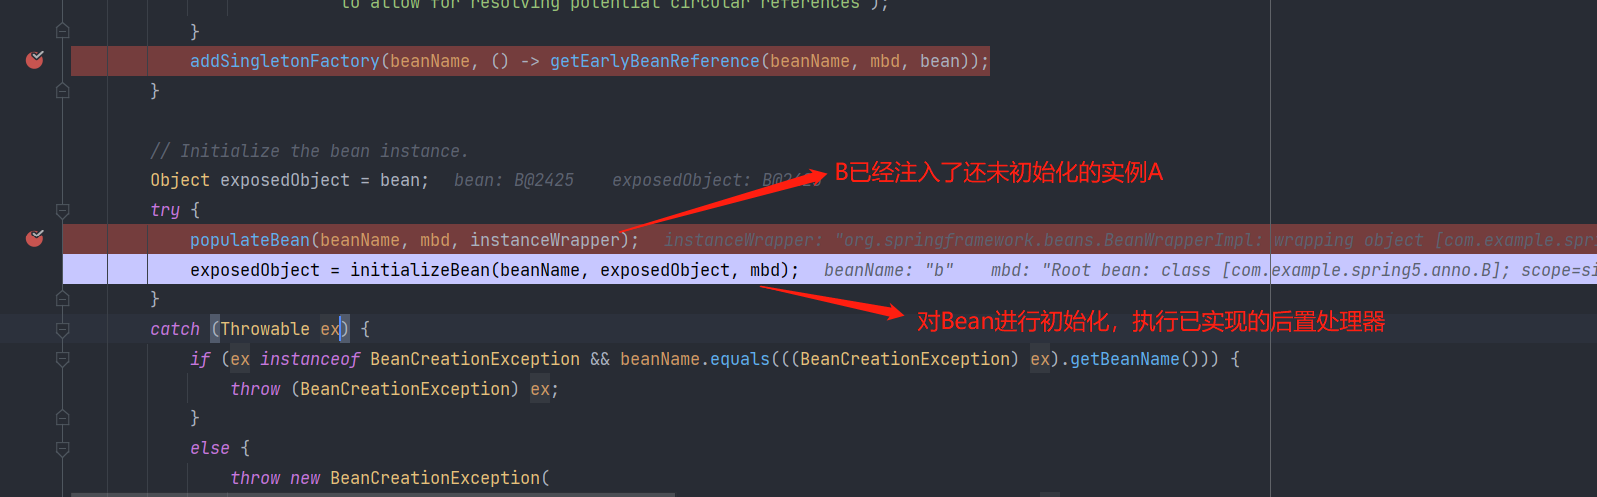 to allow for resolving potential circular references");
}
addSingletonFactory(beanName, () -> getEarlyBeanReference(beanName, mbd, bean));
}
// Initialize the bean instance.
Object exposedObject = bean; bean: B@2425 exposedObject: B@2425
B已经注入了还未初始化的实例A
try {
populateBean(beanName, mbd, instanceWrapper); instanceWrapper: "org.springframework.beans.BeanWrapperImpl: wrapping object [com.example.spri
exposedObject = initializeBean(beanName, exposedObject, mbd); beanName: "b" mbd: "Root bean: class [com.example.spring5.anno.B]; scope=si
}
对Bean进行初始化，执行已实现的后置处理器
catch (Throwable ex) {
if (ex instanceof BeanCreationException && beanName.equals(((BeanCreationException) ex).getBeanName())) {
throw (BeanCreationException) ex;
}
else {
throw new BeanCreationException(